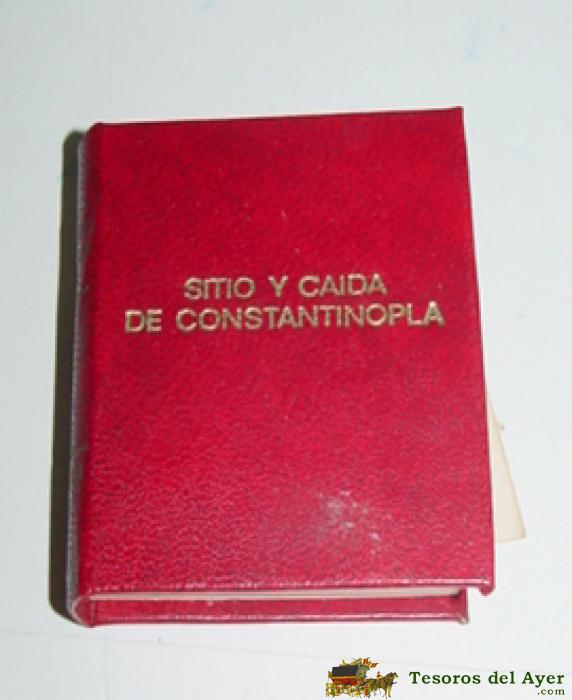 SITIO Y CAIDA
DE CONSTANTINOPLA
Tesoros del Ayer
.com